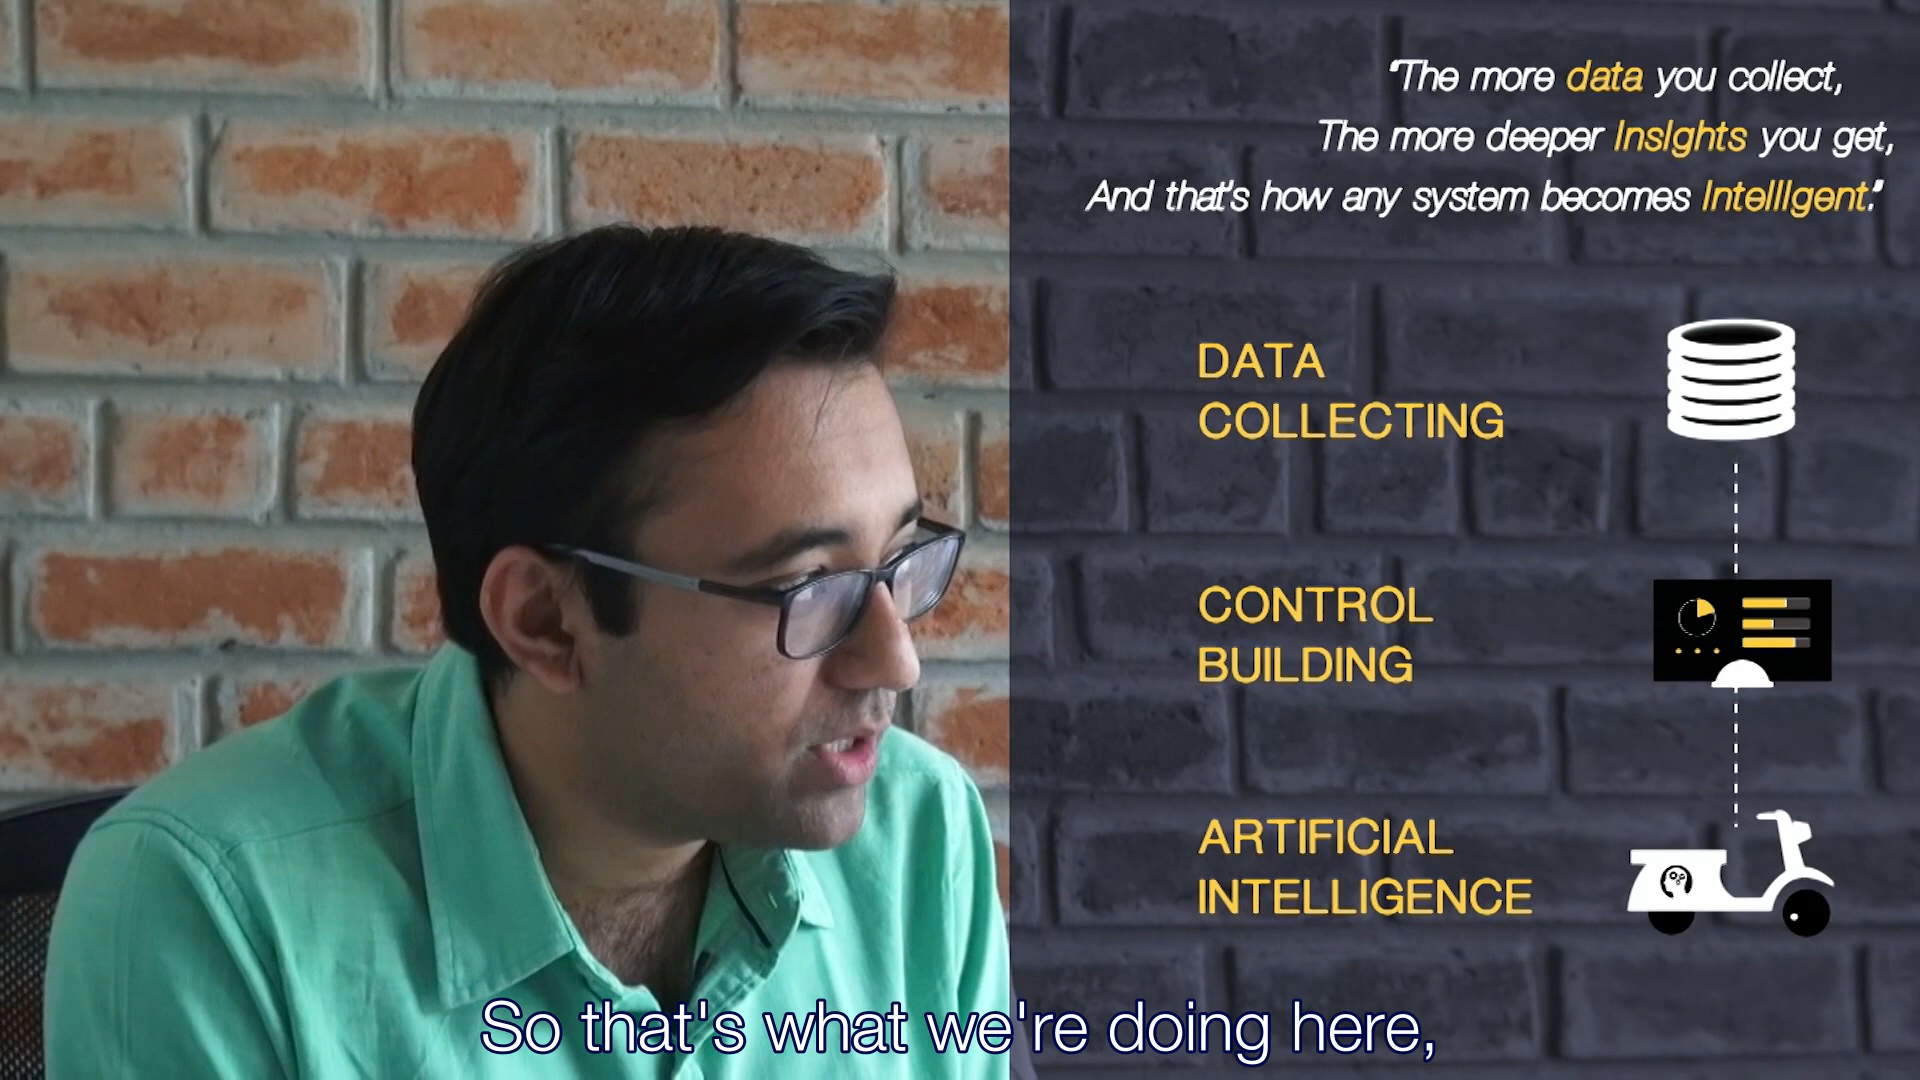 "The more data you collect,
The more deeper InsIghts you get,
And that's how any system becomes IntellIgent."
DATA
COLLECTING
CONTROL
BUILDING
ARTIFICIAL
INTELLIGENCE
So that's what we're doing here,